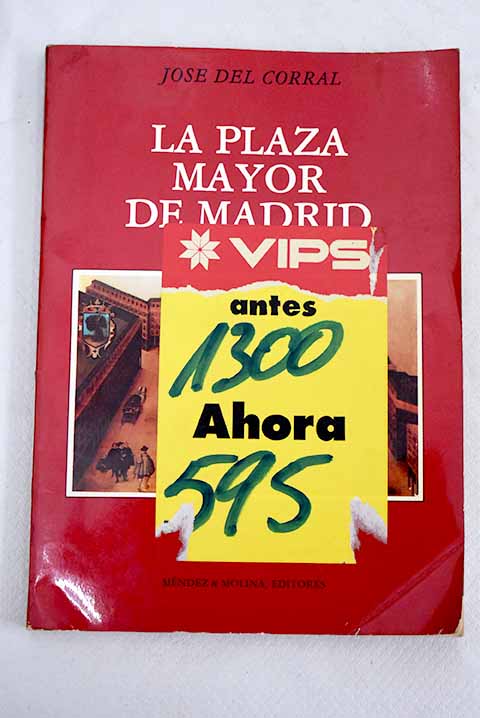 JOSE DEL CORRAL
LA PLAZA
MAYOR
DE MADRID
VIPS
antes
1300
Ahora
595
MÉNDEZ & MOLINA, EDITORES